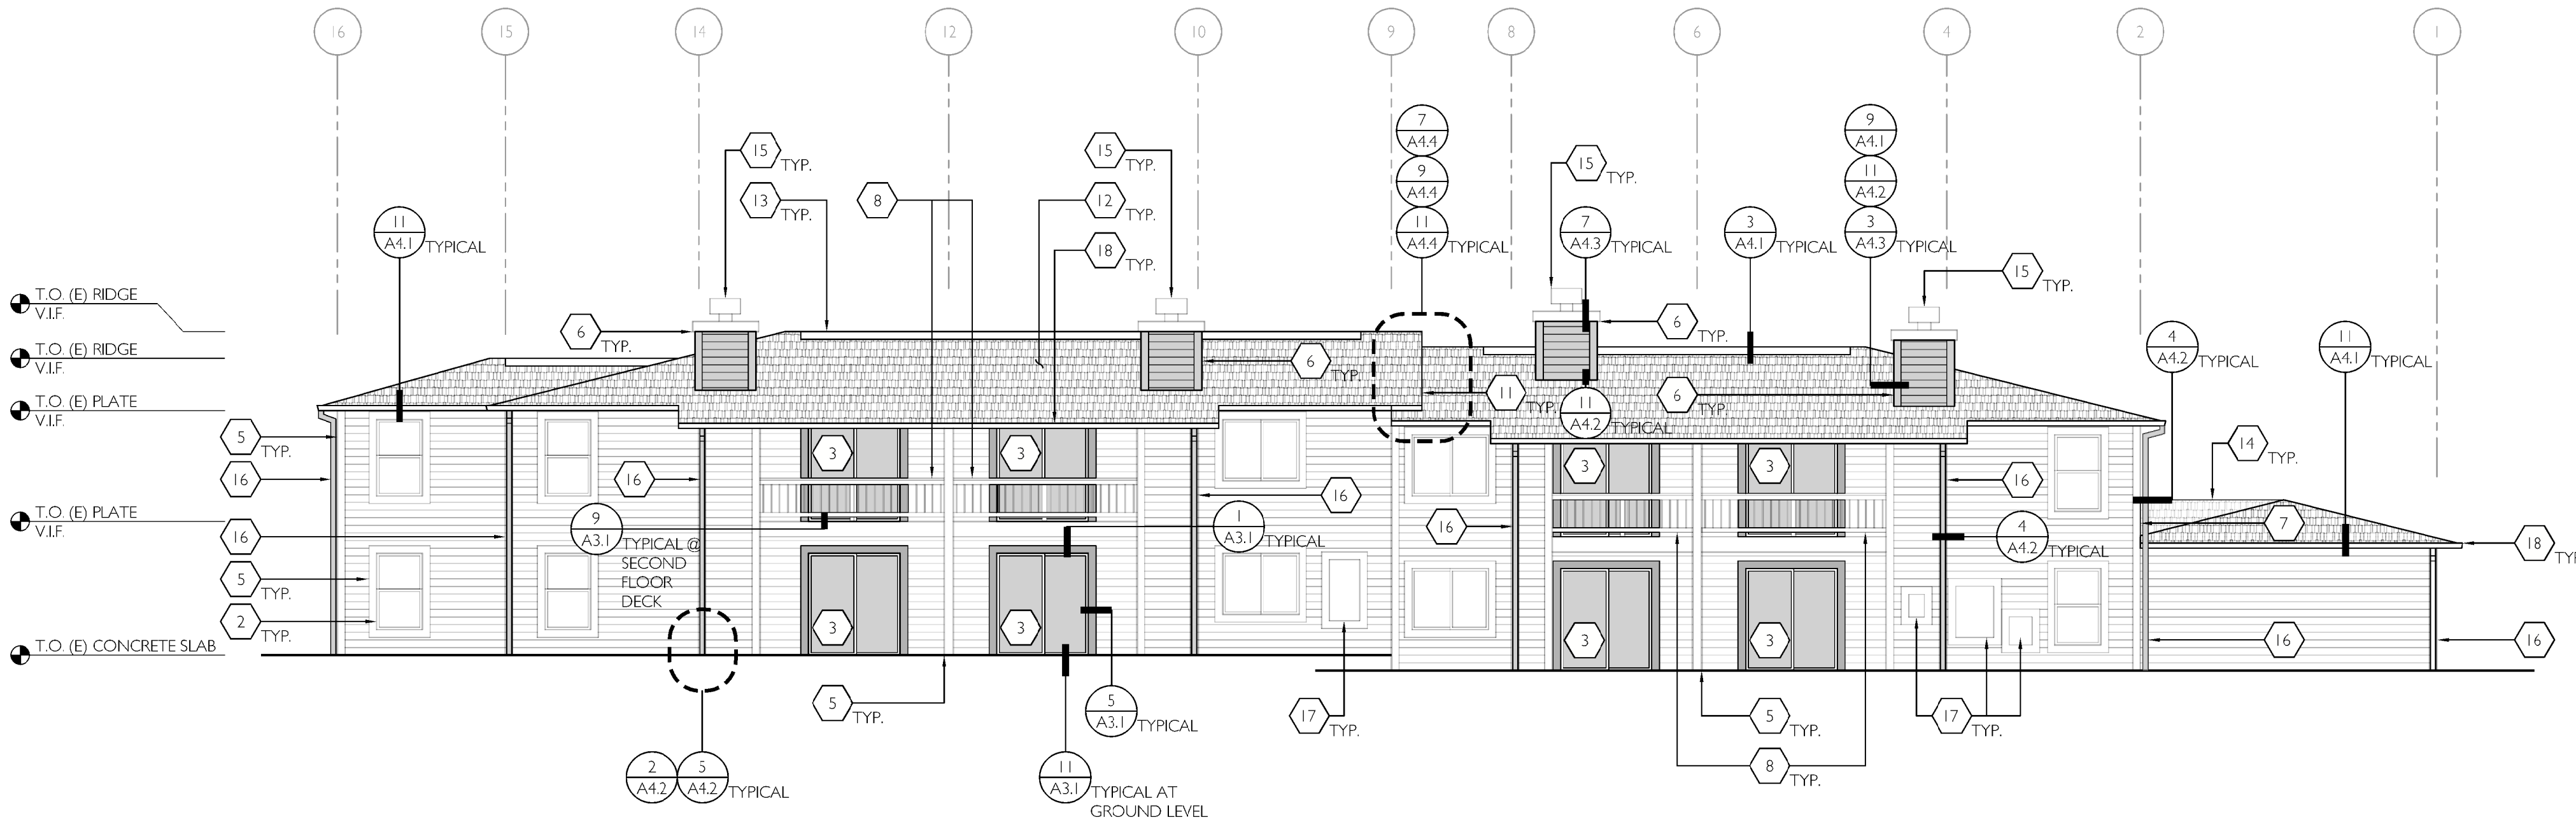 16
15
14
12
10
9
8
6
4
2
1
7
A4.4
9
A4.4
11
A4.4
TYPICAL
9
A4.1
11
A4.2
3
A4.3
TYPICAL
15
TYP.
15
TYP.
15
TYP.
13
TYP.
8
12
TYP.
18
TYP.
11
A4.1
TYPICAL
7
A4.3
TYPICAL
3
A4.1
TYPICAL
15
TYP.
T.O. (E) RIDGE
V.I.F.
6
TYP.
6
TYP.
4
A4.2
TYPICAL
11
A4.1
TYPICAL
T.O. (E) RIDGE
V.I.F.
6
TYP.
11
TYP.
6
TYP.
11
A4.2
TYPICAL
T.O. (E) PLATE
V.I.F.
5
TYP.
3
3
3
3
14
TYP.
16
16
16
16
T.O. (E) PLATE
V.I.F.
16
9
A3.1
TYPICAL @
SECOND
FLOOR
DECK
1
A3.1
TYPICAL
16
4
A4.2
TYPICAL
7
18
TYP
5
TYP.
2
TYP.
3
3
3
3
T.O. (E) CONCRETE SLAB
16
16
5
TYP.
5
A3.1
TYPICAL
17
TYP.
5
TYP.
17
TYP.
2
A4.2
5
A4.2
TYPICAL
11
A3.1
TYPICAL AT
GROUND LEVEL
8
TYP.